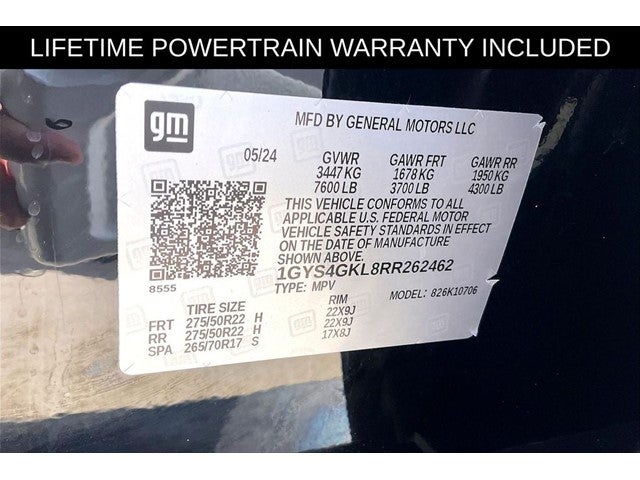 LIFETIME POWERTRAIN WARRANTY INCLUDED
gm
MFD BY GENERAL MOTORS LLC
05/24 GVWR GAWR FRT GAWR RR
3447 KG 1678 KG 1950 KG
7600 LB 3700 LB 4300 LB
THIS VEHICLE CONFORMS TO ALL
APPLICABLE U.S. FEDERAL MOTOR
VEHICLE SAFETY STANDARDS IN EFFECT
ON THE DATE OF MANUFACTURE
SHOWN ABOVE.
1GYS4GKL8RR262462
8555
TYPE: MPV MODEL: 826K10706
TIRE SIZE RIM
FRT 275/50R22 H 22X9J
RR 275/50R22 H 22X9J
SPA 265/70R17 S 17X8J